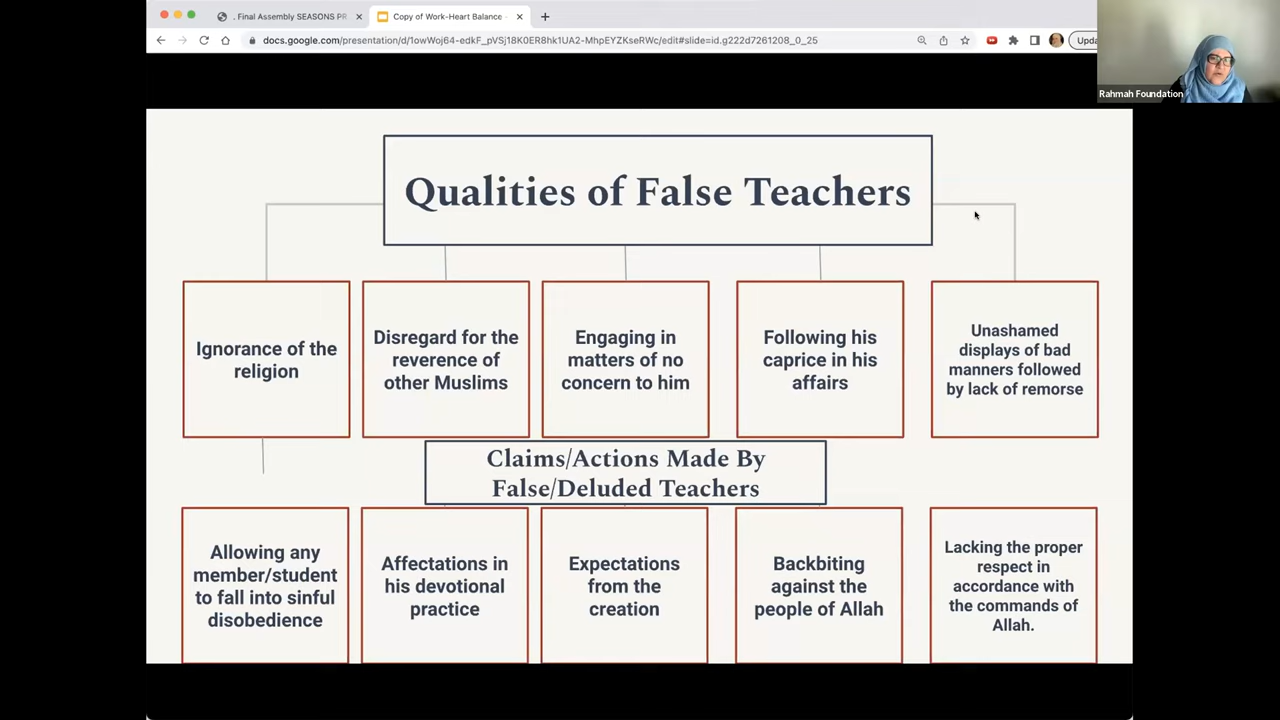 . Final Assembly SEASONS PR
Copy of Work-Heart Balance
docs.google.com/presentation/d/1owWoj64-edkF_pVSj18K0ER8hk1UA2-MhpEYZKseRWc/edit#slide=id.g222d7261208_0_25
Upda
Rahmah Foundation
Qualities of False Teachers
Ignorance of the
religion
Disregard for the
reverence of
other Muslims
Engaging in
matters of no
concern to him
Following his
caprice in his
affairs
Unashamed
displays of bad
manners followed
by lack of remorse
Claims/Actions Made By
False/Deluded Teachers
Allowing any
member/student
to fall into sinful
disobedience
Affectations in
his devotional
practice
Expectations
from the
creation
Backbiting
against the
people of Allah
Lacking the proper
respect in
accordance with
the commands of
Allah.